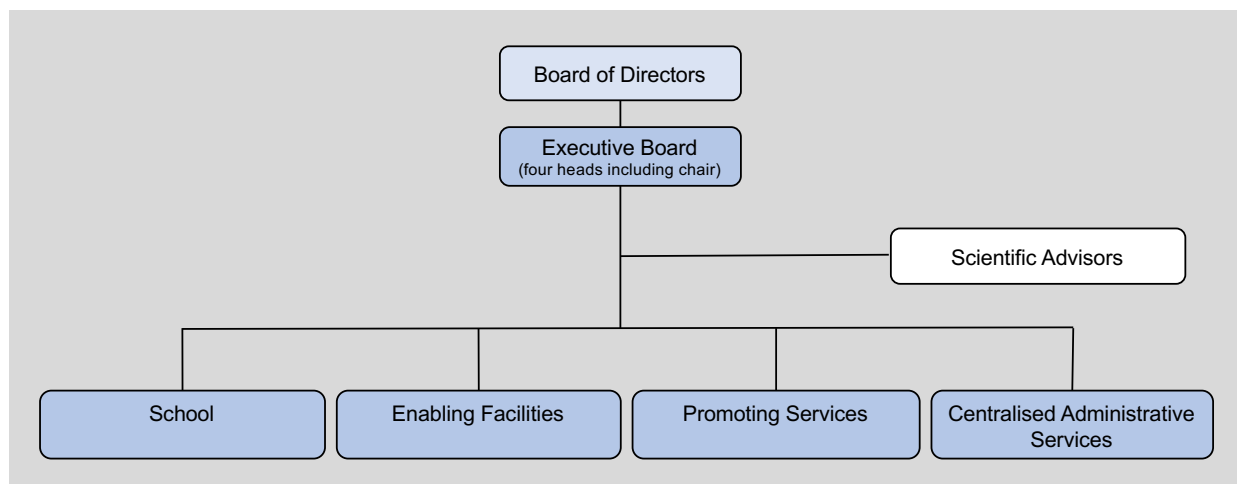 Board of Directors
Executive Board
(four heads including chair)
Scientific Advisors
School
Enabling Facilities
Promoting Services
Centralised Administrative
Services